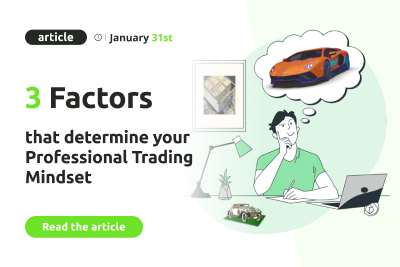 article
January 31st
3 Factors
that determine your
Professional Trading
Mindset
Read the article